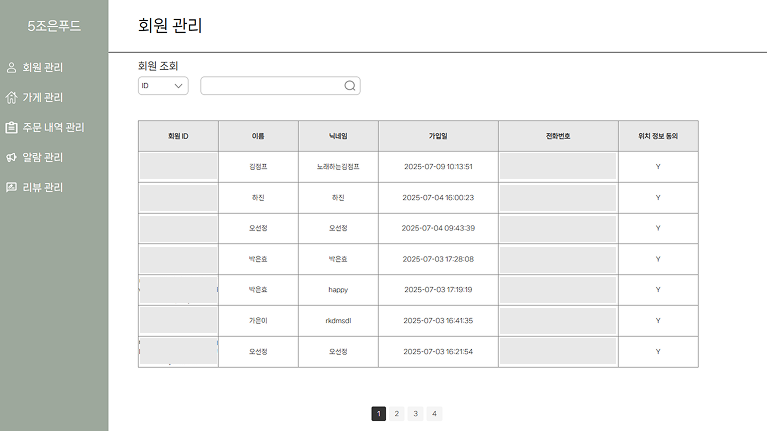 5조은푸드
회원 관리
가게 관리
주문 내역 관리
알람 관리
리뷰 관리
회원 관리
회원 조회
ID
회원 ID 이름 닉네임 가입일 전화번호 위치 정보 동의
김점프 노래하는김점프 2025-07-09 10:13:51 Y
하진 하진 2025-07-04 16:00:23 Y
오선정 오선정 2025-07-04 09:43:39 Y
박은효 박은효 2025-07-03 17:28:08 Y
박은효 happy 2025-07-03 17:19:19 Y
가은이 rkdmsdl 2025-07-03 16:41:35 Y
오선정 오선정 2025-07-03 16:21:54 Y
1 2 3 4